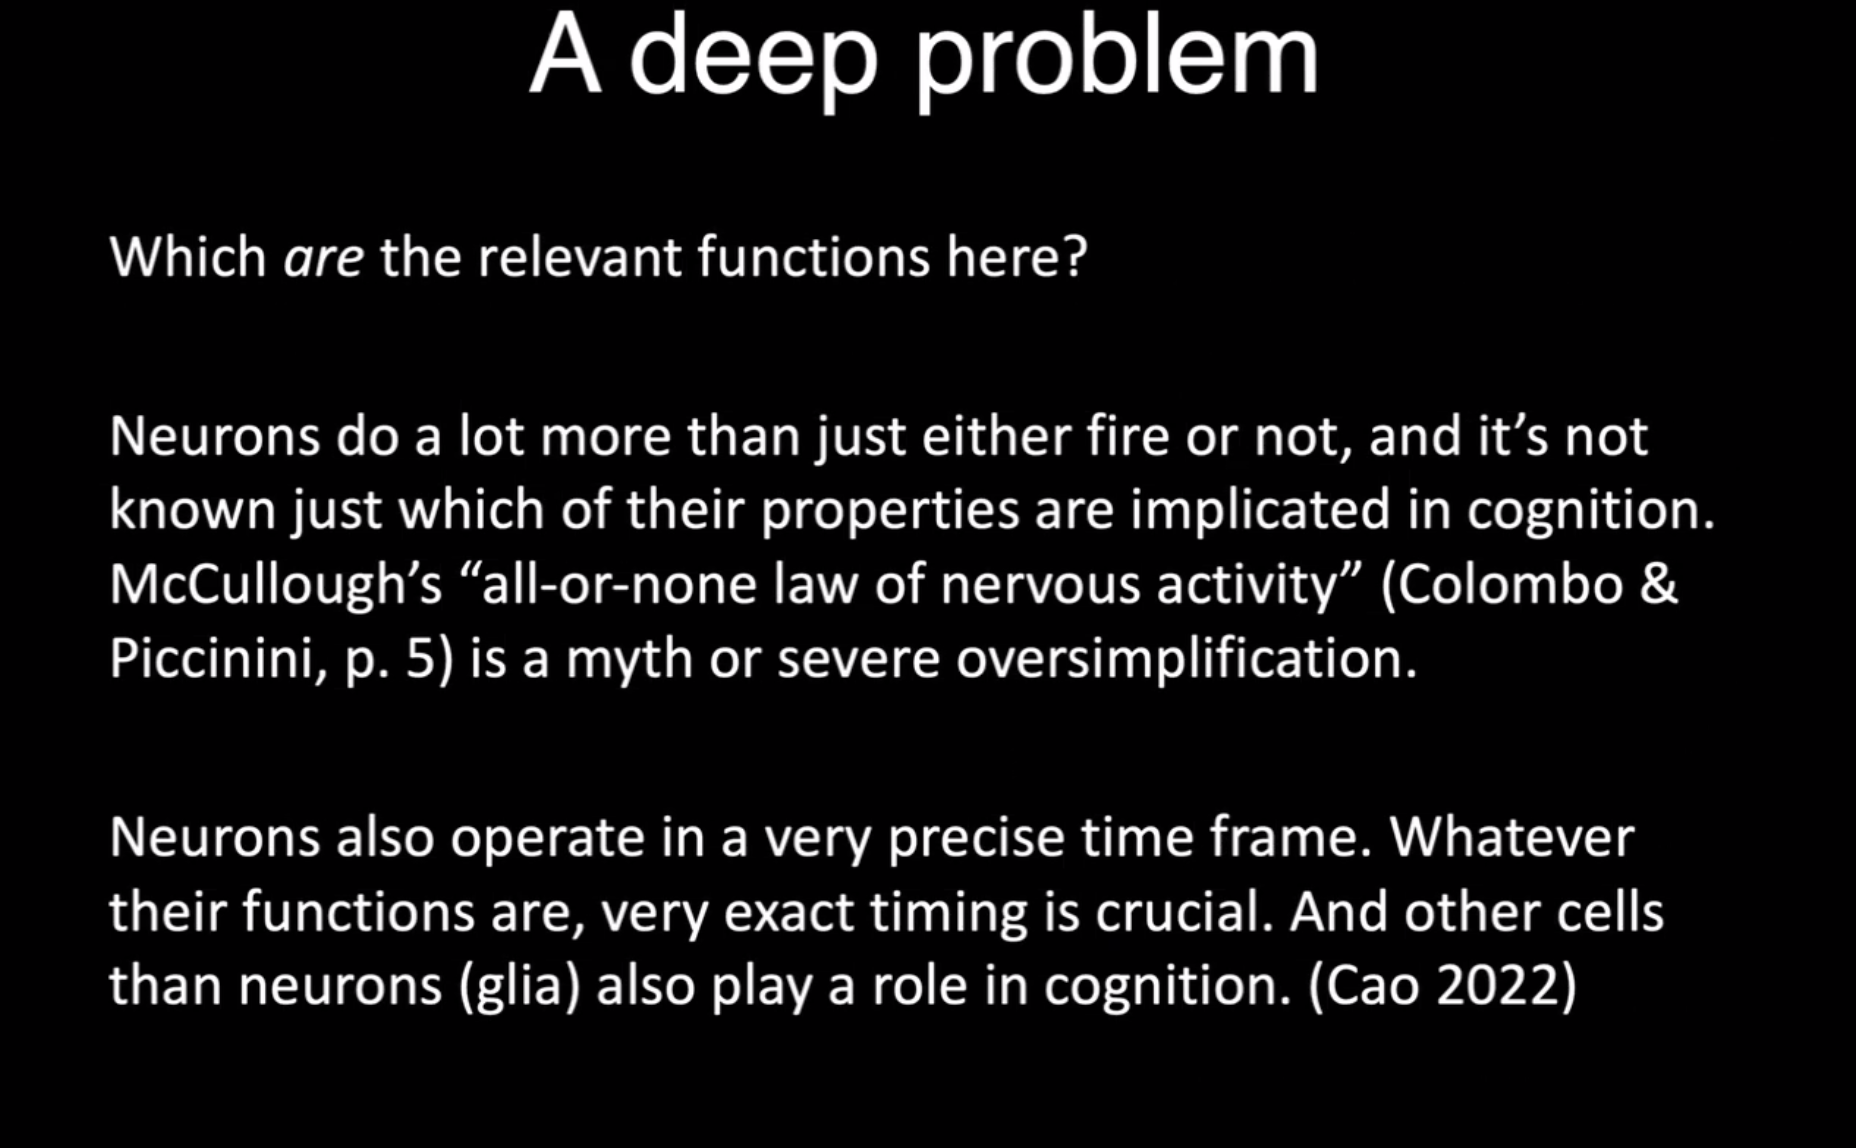 A deep problem
Which are the relevant functions here?
Neurons do a lot more than just either fire or not, and it’s not
known just which of their properties are implicated in cognition.
McCullough’s “all-or-none law of nervous activity” (Colombo &
Piccinini, p. 5) is a myth or severe oversimplification.
Neurons also operate in a very precise time frame. Whatever
their functions are, very exact timing is crucial. And other cells
than neurons (glia) also play a role in cognition. (Cao 2022)